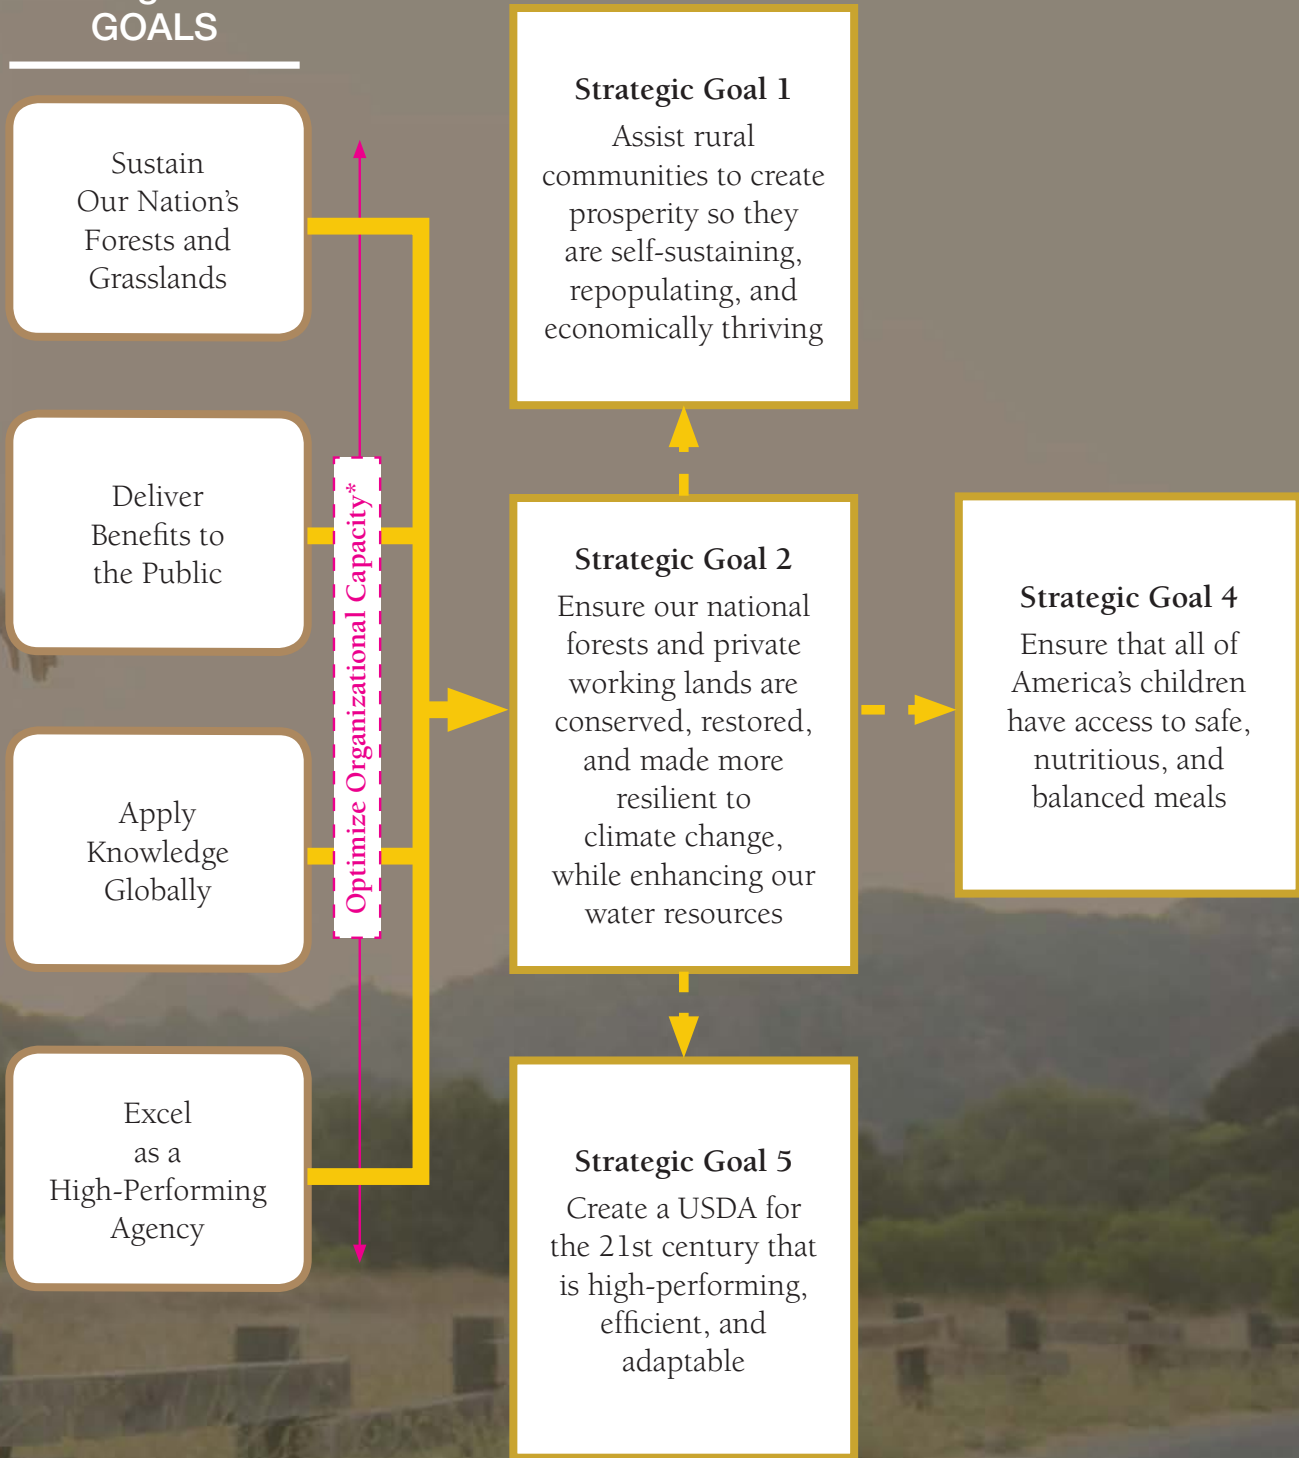 GOALS
Sustain
Our Nation’s
Forests and
Grasslands
Deliver
Benefits to
the Public
Apply
Knowledge
Globally
Excel
as a
High-Performing
Agency
Optimize Organizational Capacity*
Strategic Goal 1
Assist rural
communities to create
prosperity so they
are self-sustaining,
repopulating, and
economically thriving
Strategic Goal 2
Ensure our national
forests and private
working lands are
conserved, restored,
and made more
resilient to
climate change,
while enhancing our
water resources
Strategic Goal 4
Ensure that all of
America’s children
have access to safe,
nutritious, and
balanced meals
Strategic Goal 5
Create a USDA for
the 21st century that
is high-performing,
efficient, and
adaptable